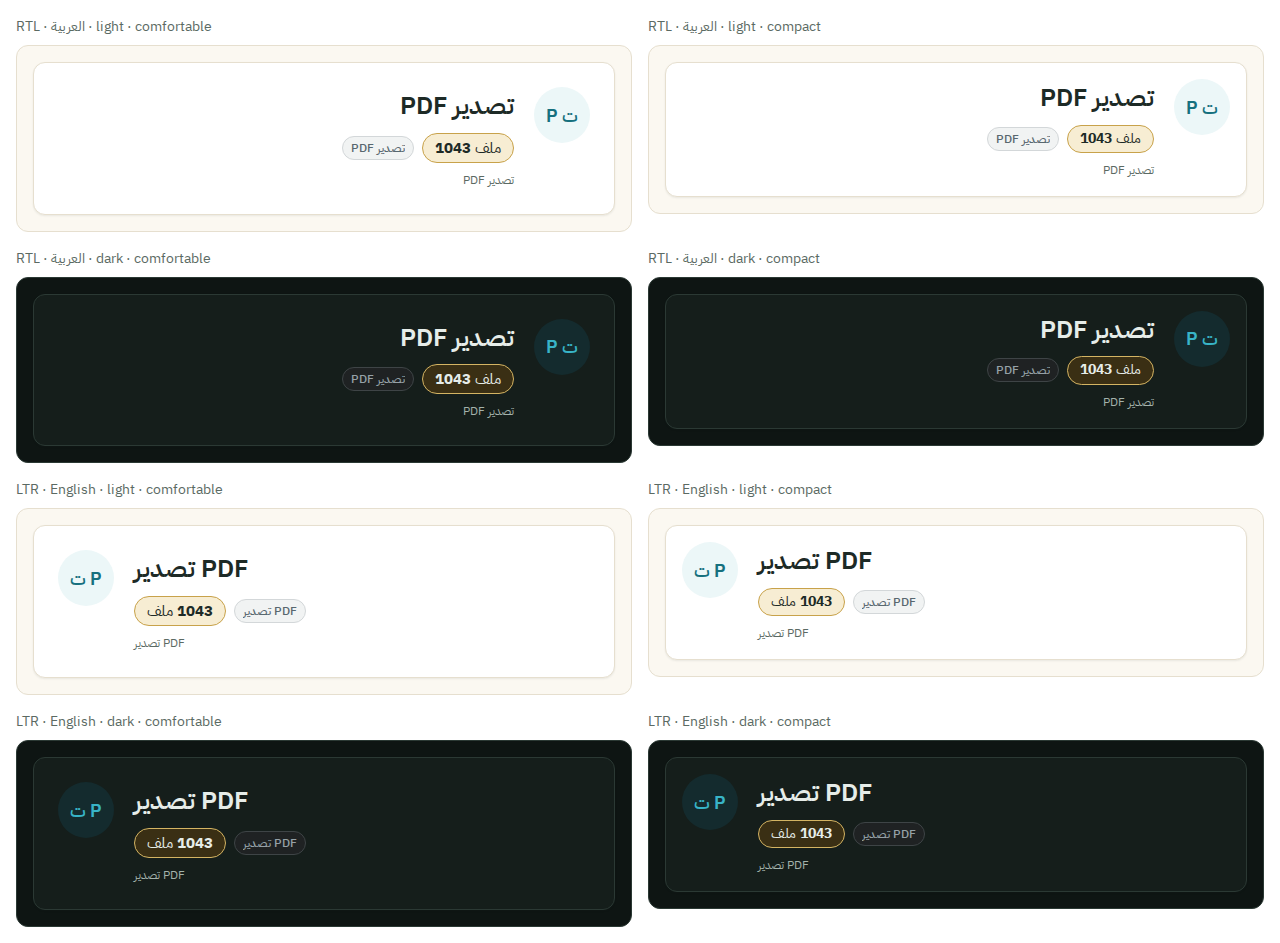 RTL · العربية · light · comfortable
ت P
تصدير PDF
ملف 1043
تصدير PDF
تصدير PDF
RTL · العربية · light · compact
ت P
تصدير PDF
ملف 1043
تصدير PDF
تصدير PDF
RTL · العربية · dark · comfortable
ت P
تصدير PDF
ملف 1043
تصدير PDF
تصدير PDF
RTL · العربية · dark · compact
ت P
تصدير PDF
ملف 1043
تصدير PDF
تصدير PDF
LTR · English · light · comfortable
ت P
تصدير PDF
ملف 1043
تصدير PDF
تصدير PDF
LTR · English · light · compact
ت P
تصدير PDF
ملف 1043
تصدير PDF
تصدير PDF
LTR · English · dark · comfortable
ت P
تصدير PDF
ملف 1043
تصدير PDF
تصدير PDF
LTR · English · dark · compact
ت P
تصدير PDF
ملف 1043
تصدير PDF
تصدير PDF